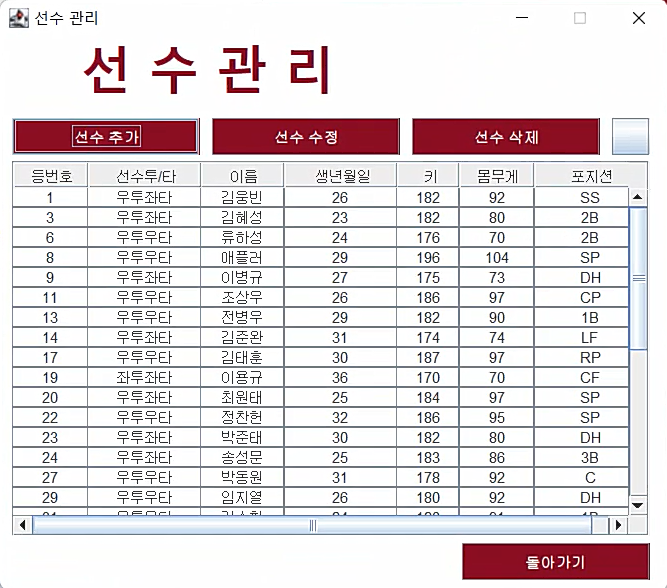 선수 관리
선수관리
선수 추가 선수 수정 선수 삭제
등번호 선수투/타 이름 생년월일 키 몸무게 포지션
1 우투좌타 김웅빈 26 182 92 SS
3 우투좌타 김혜성 23 182 80 2B
6 우투우타 류하성 24 176 70 2B
8 우투우타 애플러 29 196 104 SP
9 우투좌타 이병규 27 175 73 DH
11 우투우타 조상우 26 186 97 CP
13 우투우타 전병우 29 182 90 1B
14 우투좌타 김준완 31 174 74 LF
17 우투우타 김태훈 30 187 97 RP
19 좌투좌타 이용규 36 170 70 CF
20 우투좌타 최원태 25 184 97 SP
22 우투우타 정찬헌 32 186 95 SP
23 우투좌타 박준태 30 182 80 DH
24 우투좌타 송성문 25 183 86 3B
27 우투우타 박동원 31 178 92 C
29 우투우타 임지열 26 180 92 DH
돌아가기